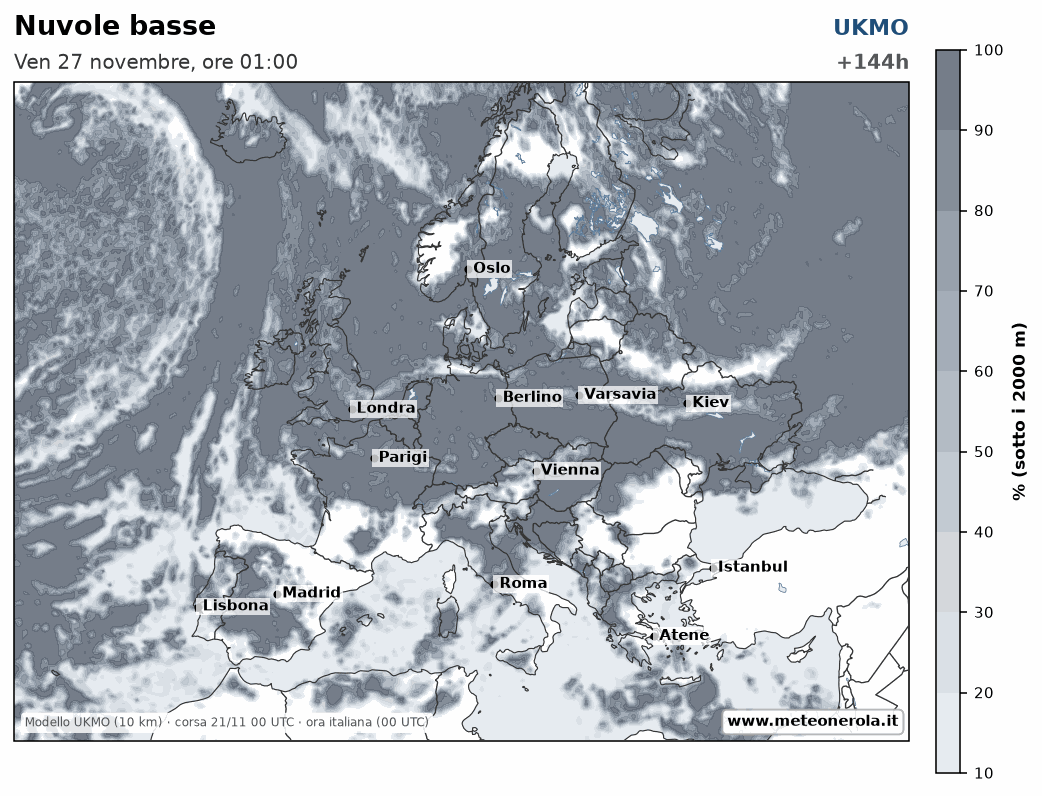 Nuvole basse
UKMO
Ven 27 novembre, ore 01:00
+144h
100
90
80
70
60
50
40
30
20
10
% (sotto i 2000 m)
Oslo
Londra
Berlino
Varsavia
Kiev
Parigi
Vienna
Istanbul
Roma
Madrid
Lisbona
Atene
Modello UKMO (10 km) · corsa 21/11 00 UTC · ora italiana (00 UTC)
www.meteonerola.it